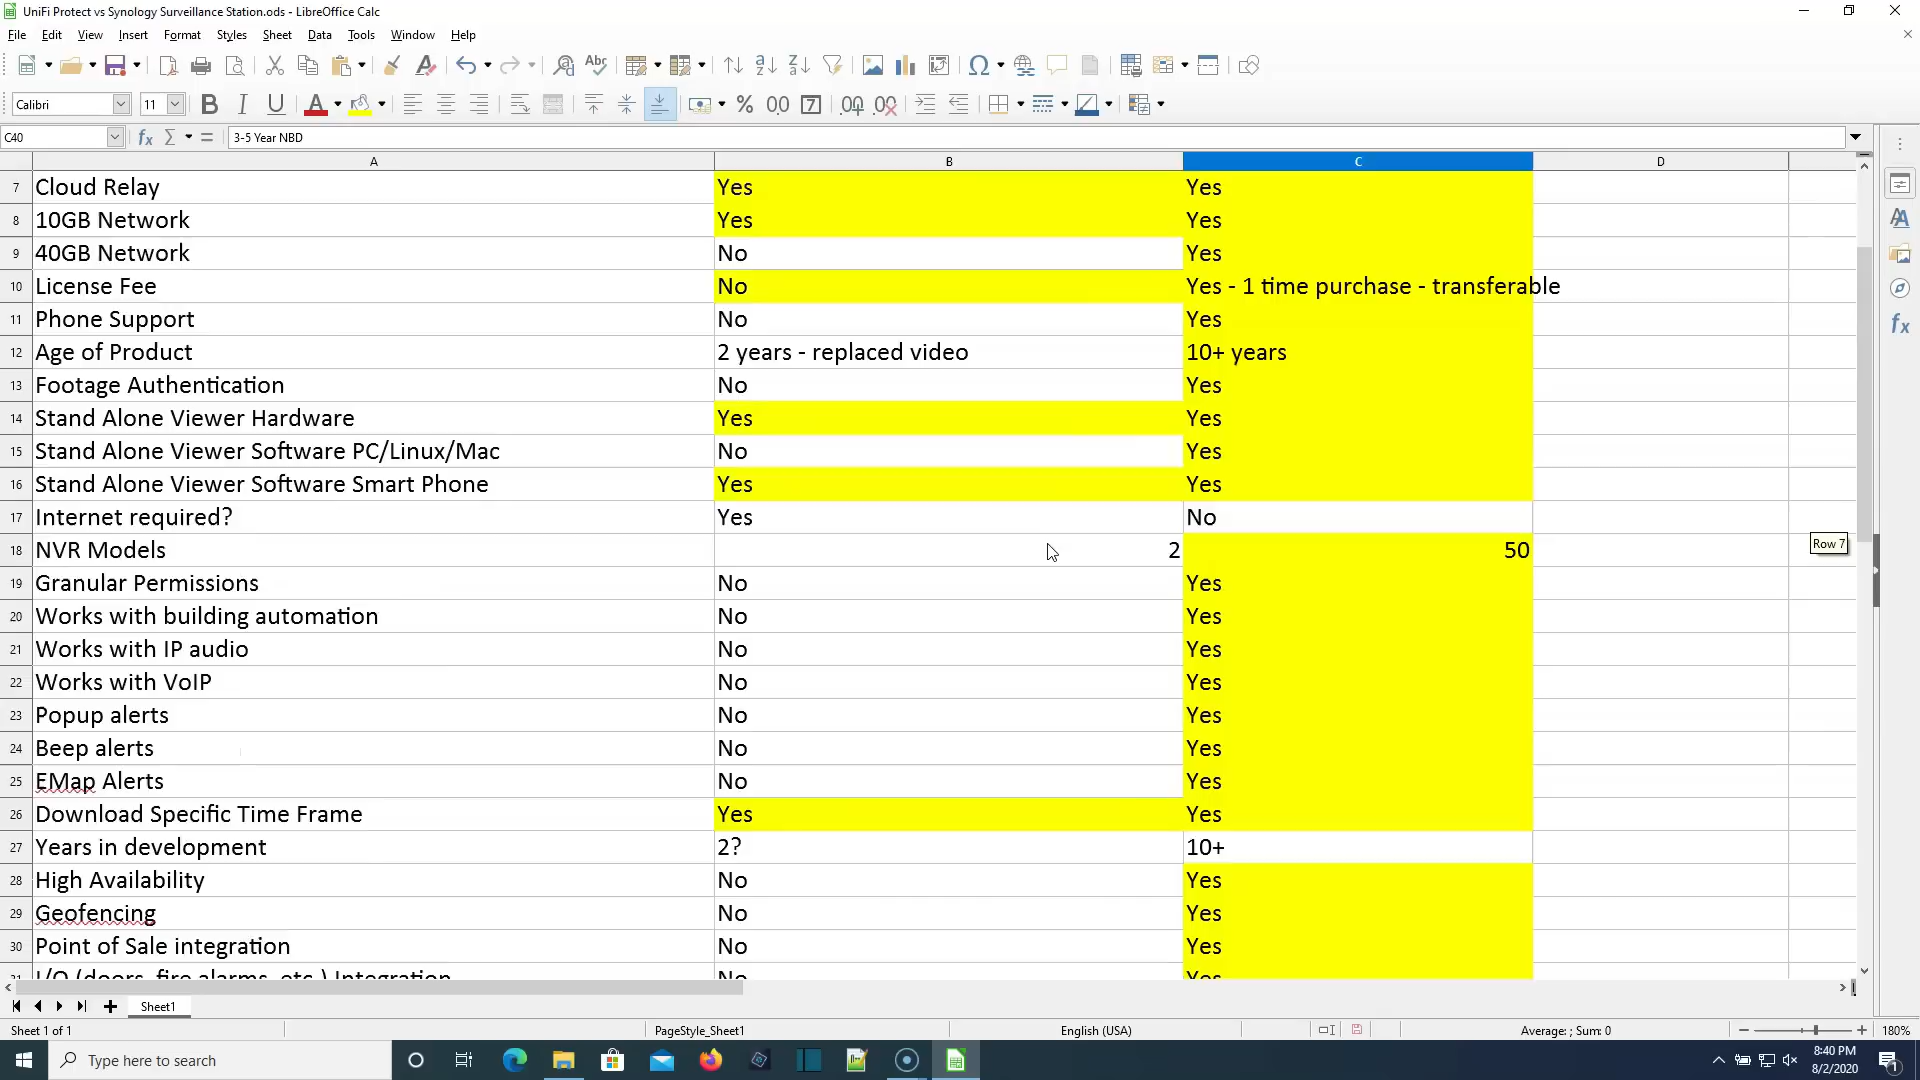 UniFi Protect vs Synology Surveillance Station.ods - LibreOffice Calc
File Edit View Insert Format Styles Sheet Data Tools Window Help
Calibri 11
C40 3-5 Year NBD
A B C D
7 Cloud Relay Yes Yes
8 10GB Network Yes Yes
9 40GB Network No Yes
10 License Fee No Yes - 1 time purchase - transferable
11 Phone Support No Yes
12 Age of Product 2 years - replaced video 10+ years
13 Footage Authentication No Yes
14 Stand Alone Viewer Hardware Yes Yes
15 Stand Alone Viewer Software PC/Linux/Mac No Yes
16 Stand Alone Viewer Software Smart Phone Yes Yes
17 Internet required? Yes No
18 NVR Models 2 50 Row 7
19 Granular Permissions No Yes
20 Works with building automation No Yes
21 Works with IP audio No Yes
22 Works with VoIP No Yes
23 Popup alerts No Yes
24 Beep alerts No Yes
25 EMap Alerts No Yes
26 Download Specific Time Frame Yes Yes
27 Years in development 2? 10+
28 High Availability No Yes
29 Geofencing No Yes
30 Point of Sale integration No Yes
31 I/O (doors, fire alarms, etc.) Integration No Yes
Sheet1
Sheet 1 of 1 PageStyle_Sheet1 English (USA) Average: ; Sum: 0 180%
Type here to search
8:40 PM
8/2/2020
1